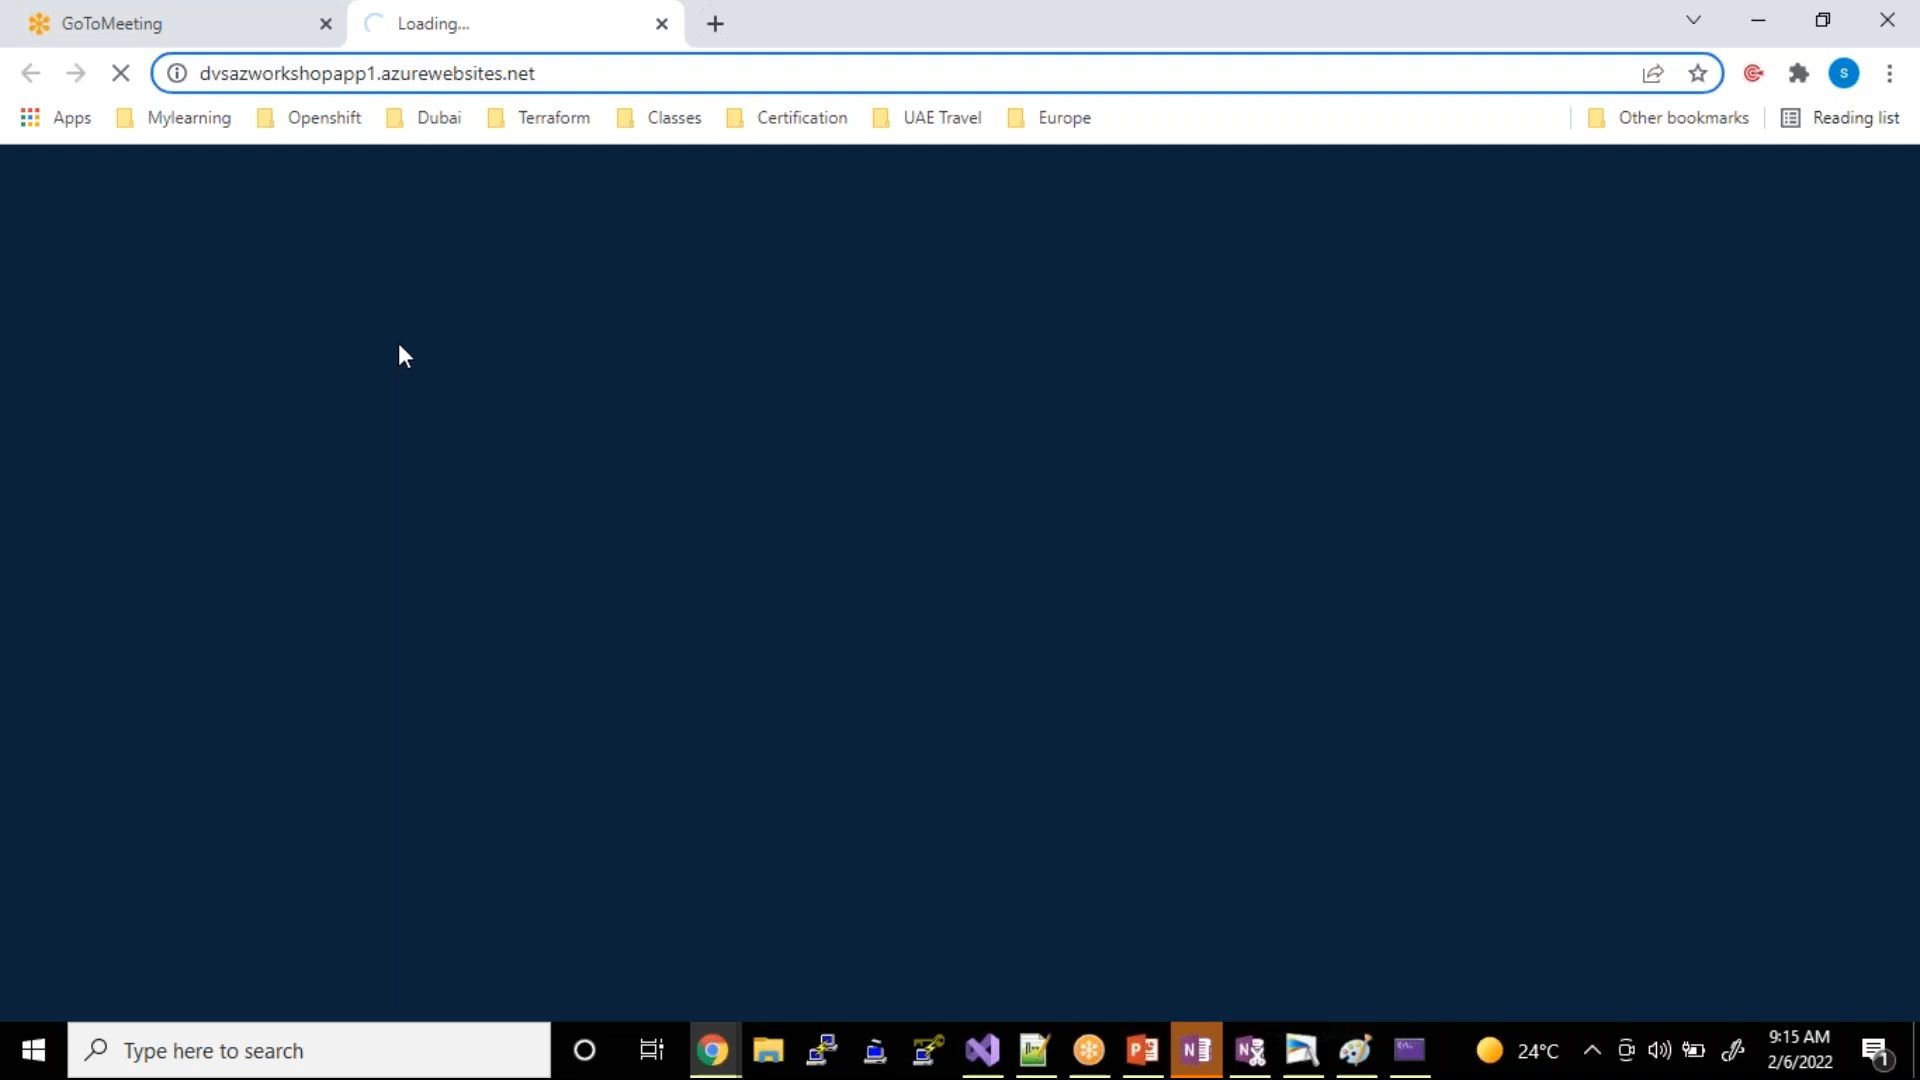 GoToMeeting
Loading...
dvsazworkshopapp1.azurewebsites.net
S
Apps
Mylearning
Openshift
Dubai
Terraform
Classes
Certification
UAE Travel
Europe
Other bookmarks
Reading list
Type here to search
24°C
9:15 AM
2/6/2022
1